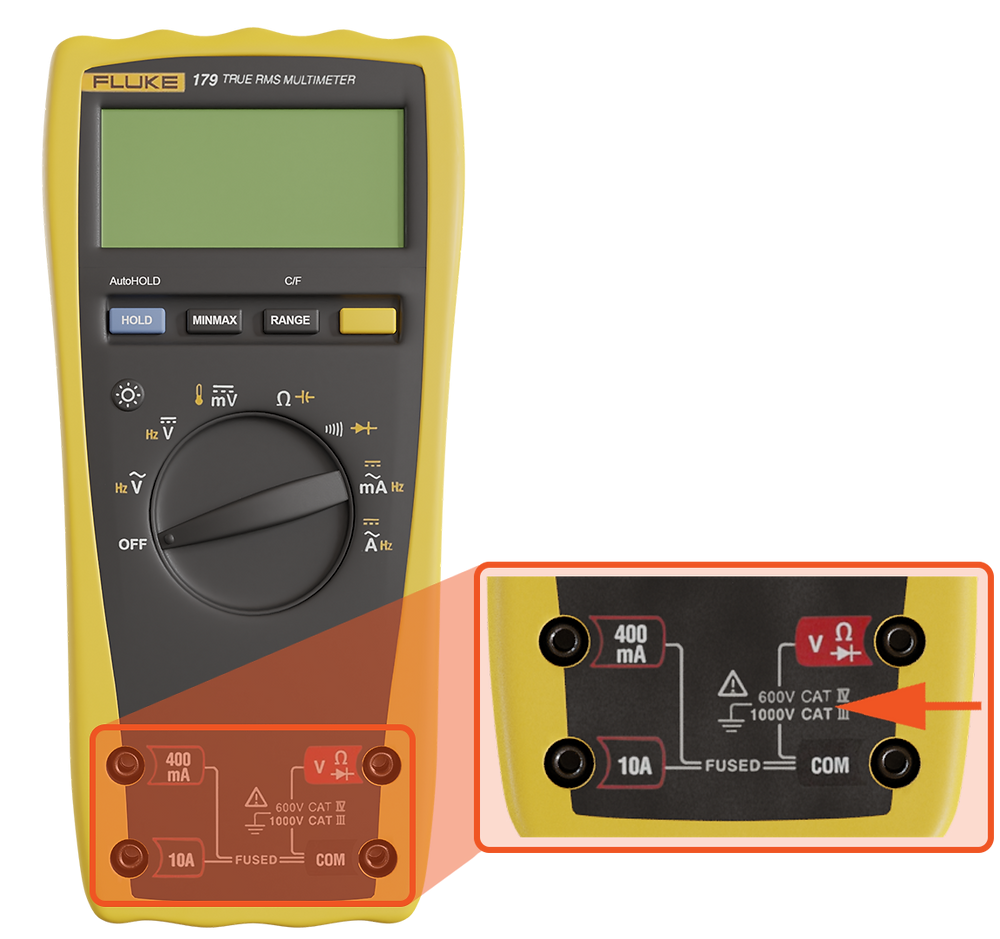 FLUKE 179 TRUE RMS MULTIMETER
AutoHOLD C/F
HOLD MINMAX RANGE
mV Ω
Hz V
Hz V mA Hz
OFF A Hz
400 mA V Ω
600V CAT IV
1000V CAT III
10A FUSED COM
400 mA V Ω
600V CAT IV
1000V CAT III
10A FUSED COM